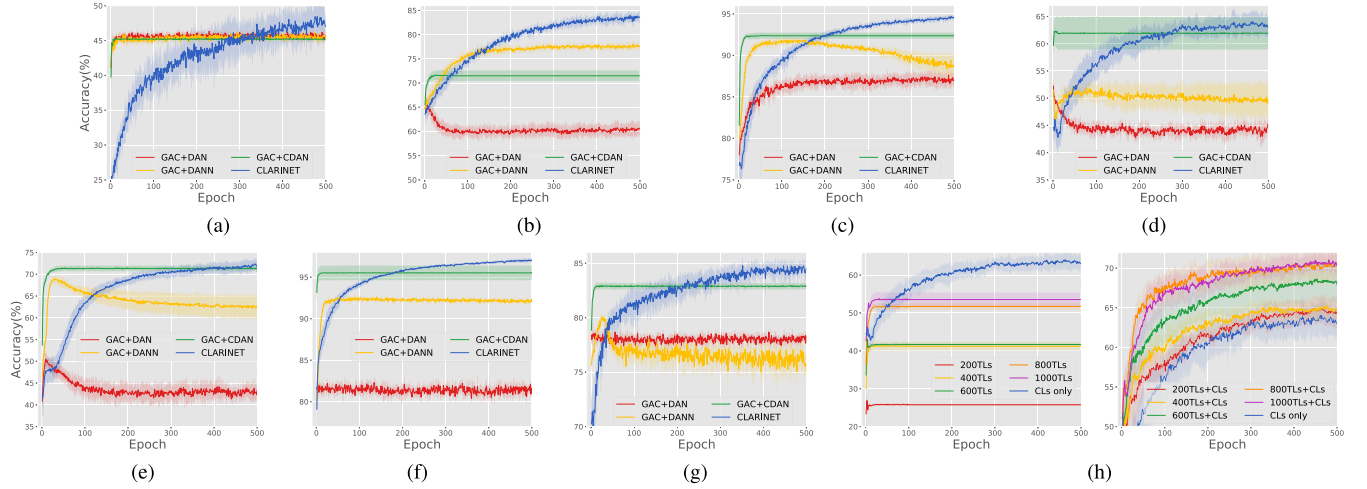 50
45
40
35
30
25
Accuracy(%)
GAC+DAN GAC+CDAN
GAC+DANN CLARINET
0 100 200 300 400 500
Epoch
(a)
85
80
75
70
65
60
55
50
GAC+DAN GAC+CDAN
GAC+DANN CLARINET
0 100 200 300 400 500
Epoch
(b)
95
90
85
80
75
GAC+DAN GAC+CDAN
GAC+DANN CLARINET
0 100 200 300 400 500
Epoch
(c)
65
60
55
50
45
40
35
GAC+DAN GAC+CDAN
GAC+DANN CLARINET
0 100 200 300 400 500
Epoch
(d)
75
70
65
60
55
50
45
40
35
Accuracy(%)
GAC+DAN GAC+CDAN
GAC+DANN CLARINET
0 100 200 300 400 500
Epoch
(e)
95
90
85
80
GAC+DAN GAC+CDAN
GAC+DANN CLARINET
0 100 200 300 400 500
Epoch
(f)
85
80
75
70
GAC+DAN GAC+CDAN
GAC+DANN CLARINET
0 100 200 300 400 500
Epoch
(g)
60
50
40
30
20
200TLs 800TLs
400TLs 1000TLs
600TLs CLs only
0 100 200 300 400 500
Epoch
70
65
60
55
50
200TLs+CLs 800TLs+CLs
400TLs+CLs 1000TLs+CLs
600TLs+CLs CLs only
0 100 200 300 400 500
Epoch
(h)